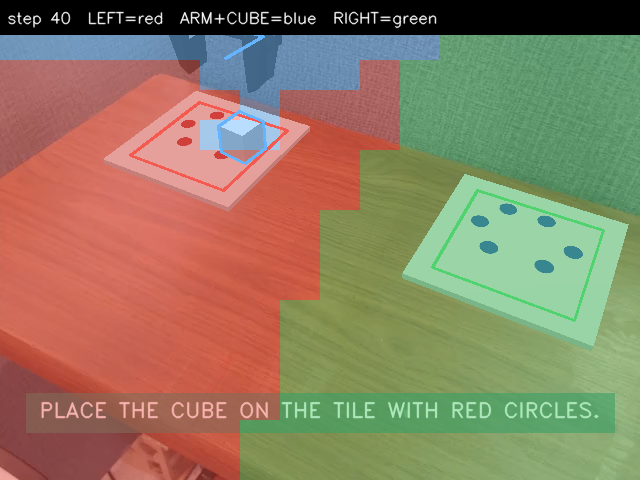 step 40 LEFT=red ARM+CUBE=blue RIGHT=green
PLACE THE CUBE ON THE TILE WITH RED CIRCLES.